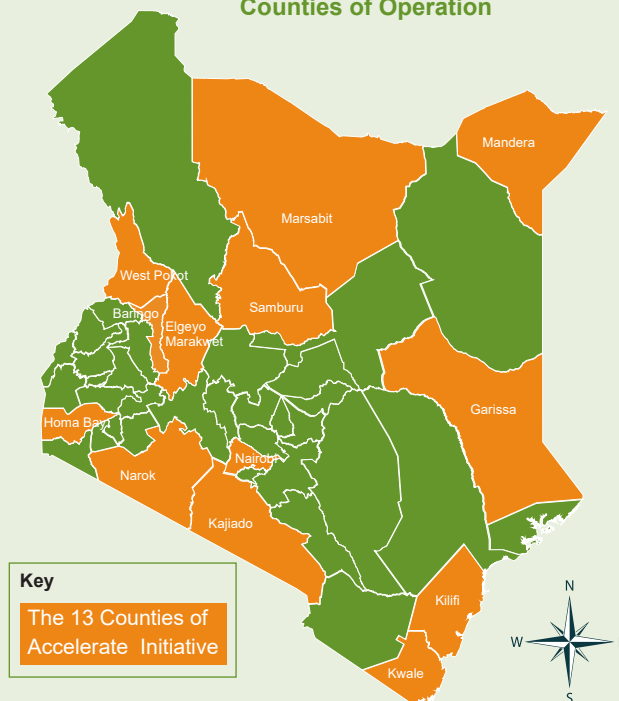 Counties of Operation
Mandera
Marsabit
West Pokot
Samburu
Baringo
Elgeyo
Marakwet
Garissa
Homa Bay
Nairobi
Narok
Kajiado
Key
The 13 Counties of
Accelerate Initiative
Kilifi
Kwale
N
W
S